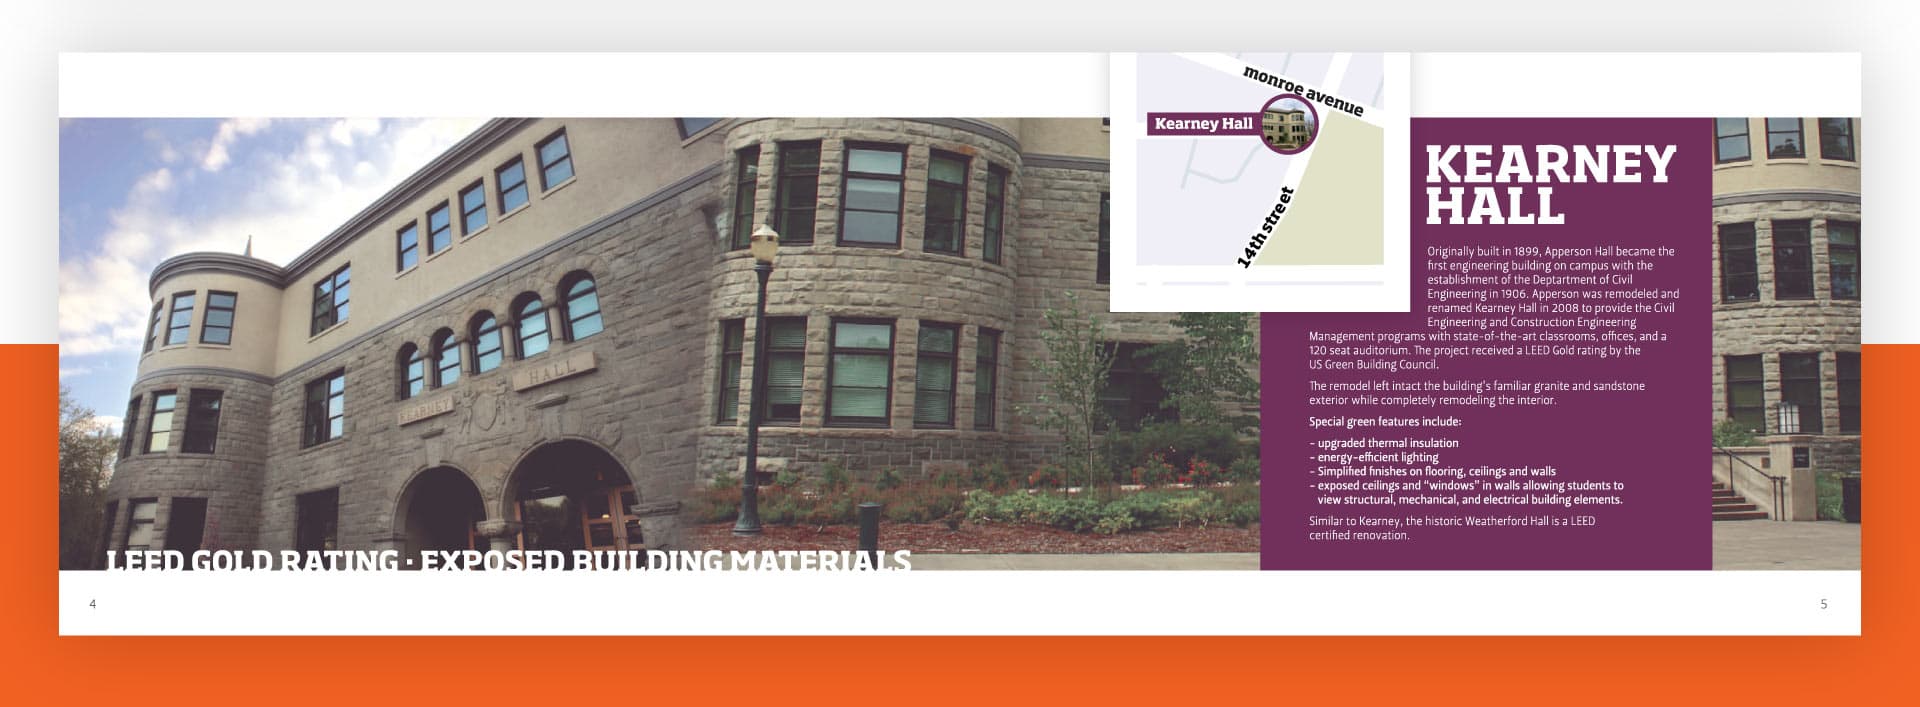 monroe avenue
Kearney Hall
14th street
KEARNEY
HALL
Originally built in 1899, Apperson Hall became the
first engineering building on campus with the
establishment of the Deptartment of Civil
Engineering in 1906. Apperson was remodeled and
renamed Kearney Hall in 2008 to provide the Civil
Engineering and Construction Engineering
Management programs with state-of-the-art classrooms, offices, and a
120 seat auditorium. The project received a LEED Gold rating by the
US Green Building Council.
The remodel left intact the building's familiar granite and sandstone
exterior while completely remodeling the interior.
Special green features include:
- upgraded thermal insulation
- energy-efficient lighting
- Simplified finishes on flooring, ceilings and walls
- exposed ceilings and “windows” in walls allowing students to
view structural, mechanical, and electrical building elements.
Similar to Kearney, the historic Weatherford Hall is a LEED
certified renovation.
HALL
KEARNEY
LEED GOLD RATING · EXPOSED BUILDING MATERIALS
4
5